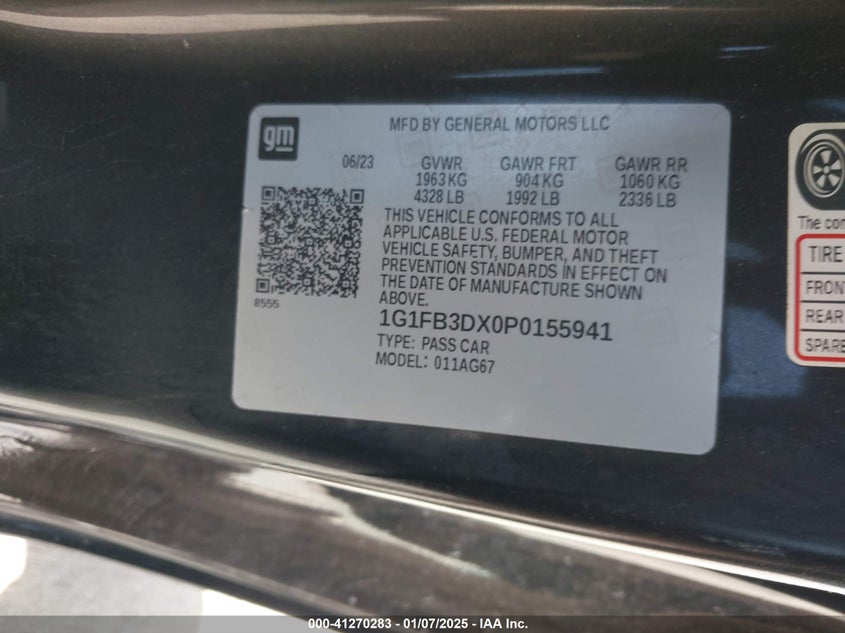 gm
MFD BY GENERAL MOTORS LLC
06/23 GVWR GAWR FRT GAWR RR
1963 KG 904 KG 1060 KG
4328 LB 1992 LB 2336 LB
THIS VEHICLE CONFORMS TO ALL
APPLICABLE U.S. FEDERAL MOTOR
VEHICLE SAFETY, BUMPER, AND THEFT
PREVENTION STANDARDS IN EFFECT ON
THE DATE OF MANUFACTURE SHOWN
ABOVE.
8555
1G1FB3DX0P0155941
TYPE: PASS CAR
MODEL: 011AG67
The com
TIRE
FRONT
REAR
SPARE
000-41270283 - 01/07/2025 - IAA Inc.